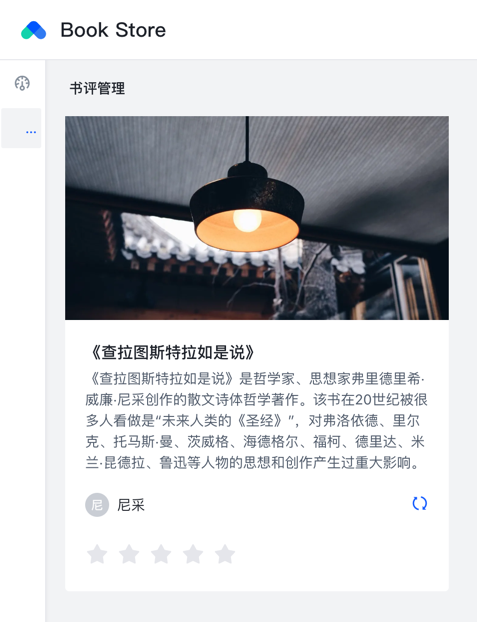 Book Store
书评管理
...
《查拉图斯特拉如是说》
《查拉图斯特拉如是说》是哲学家、思想家弗里德里希·
威廉·尼采创作的散文诗体哲学著作。该书在20世纪被很
多人看做是“未来人类的《圣经》”，对弗洛依德、里尔
克、托马斯·曼、茨威格、海德格尔、福柯、德里达、米
兰·昆德拉、鲁迅等人物的思想和创作产生过重大影响。
尼 尼采